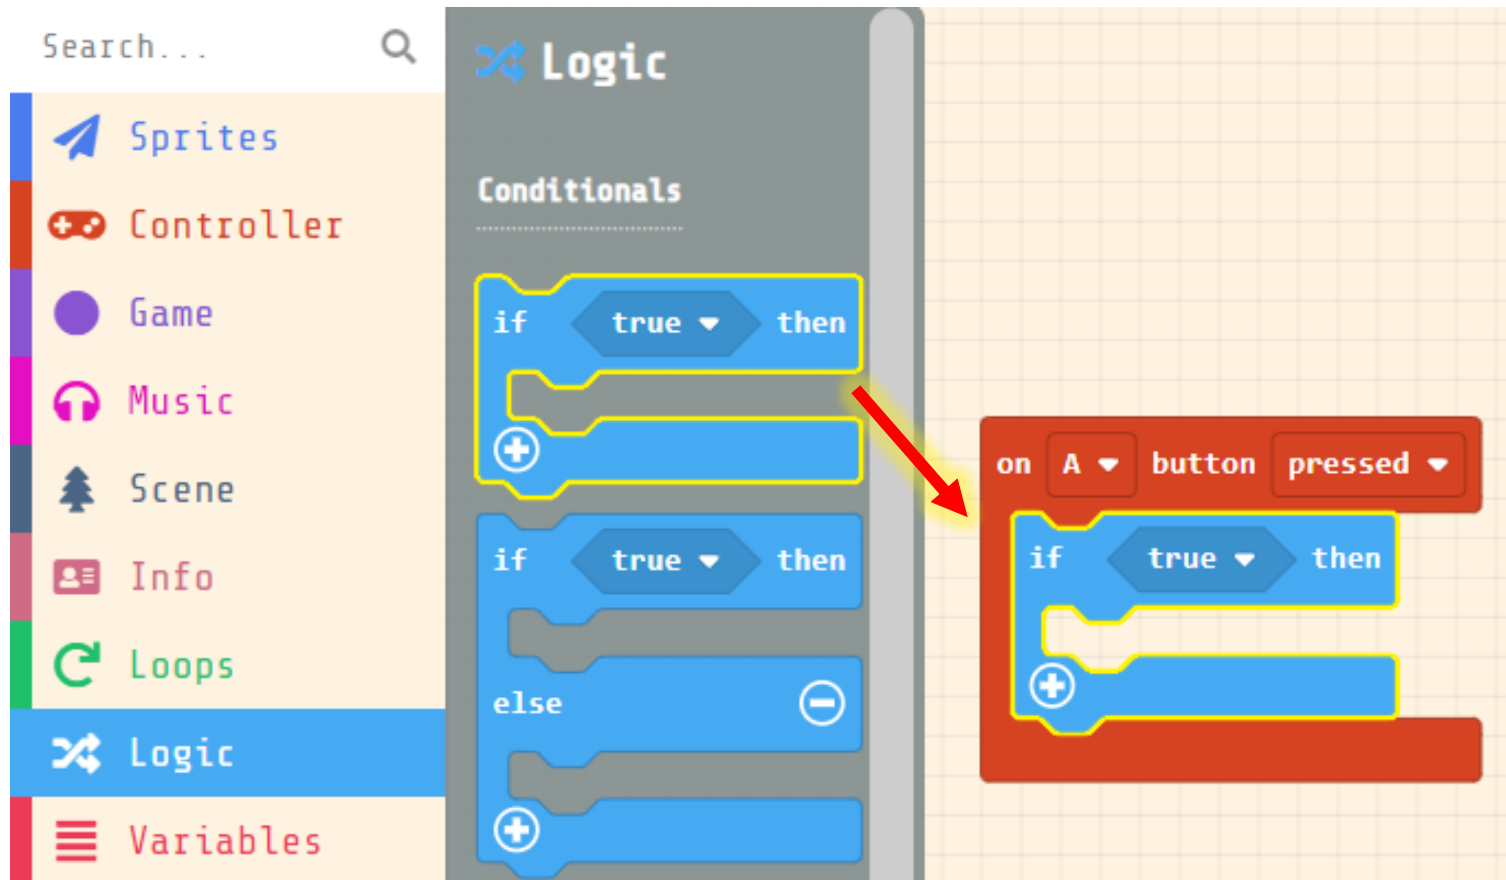 Search...
Sprites
Controller
Game
Music
Scene
Info
Loops
Logic
Variables
Logic
Conditionals
if true then
if true then
else
on A button pressed
if true then